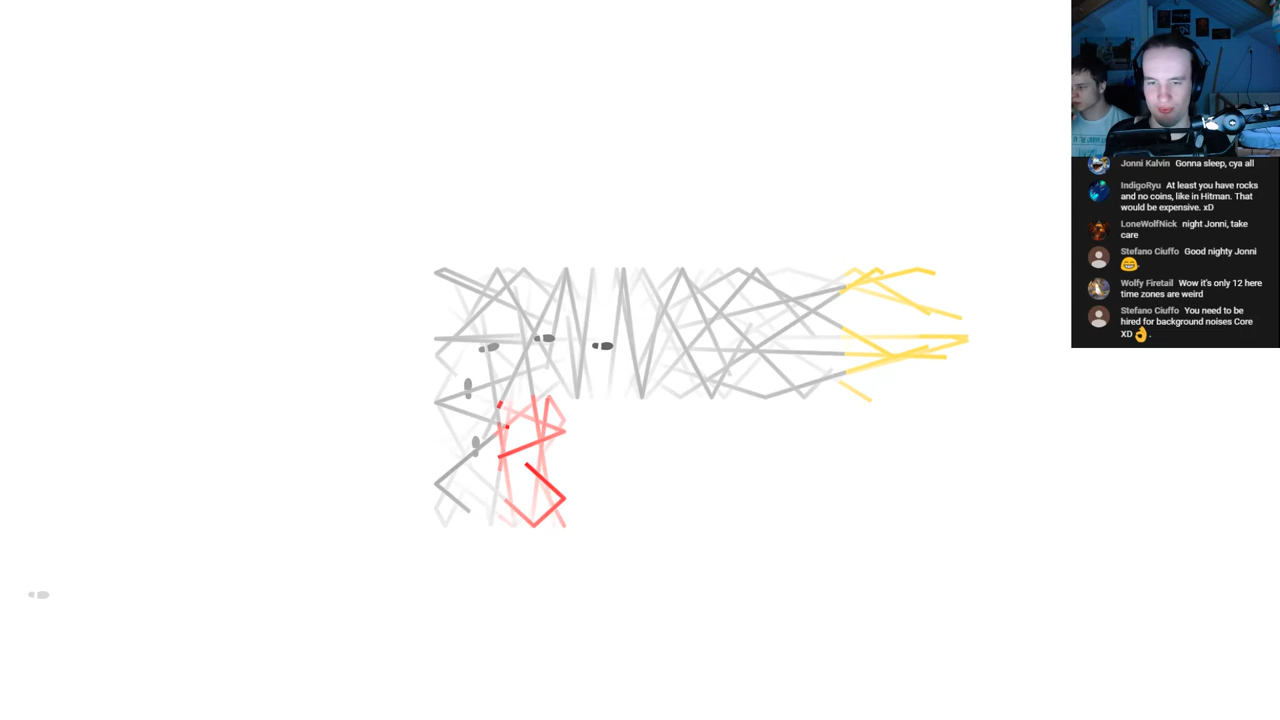 Jonni Kalvin Gonna sleep, cya all
IndigoRyu At least you have rocks
and no coins, like in Hitman. That
would be expensive. xD
LoneWolfNick night Jonni, take
care
Stefano Ciuffo Good nighty Jonni
😂.
Wolfy Firetail Wow it's only 12 here
time zones are weird
Stefano Ciuffo You need to be
hired for background noises Core
XD 👌.